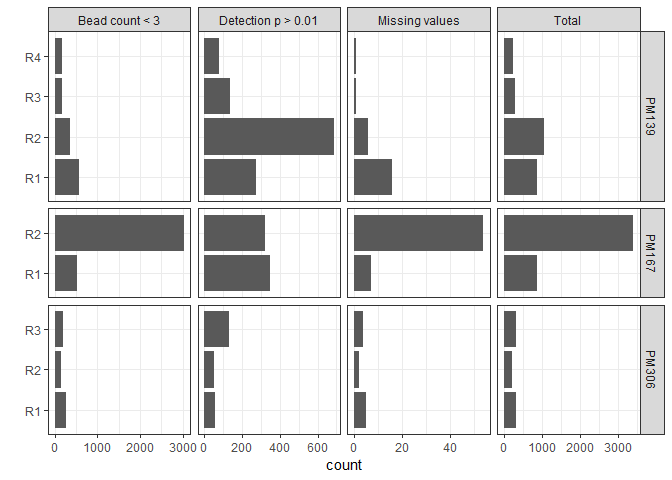 Bead count < 3
Detection p > 0.01
Missing values
Total
R4
R3
R2
R1
PM139
R2
R1
PM167
R3
R2
R1
PM306
0 1000 2000 3000
0 200 400 600
0 20 40
0 1000 2000 3000
count